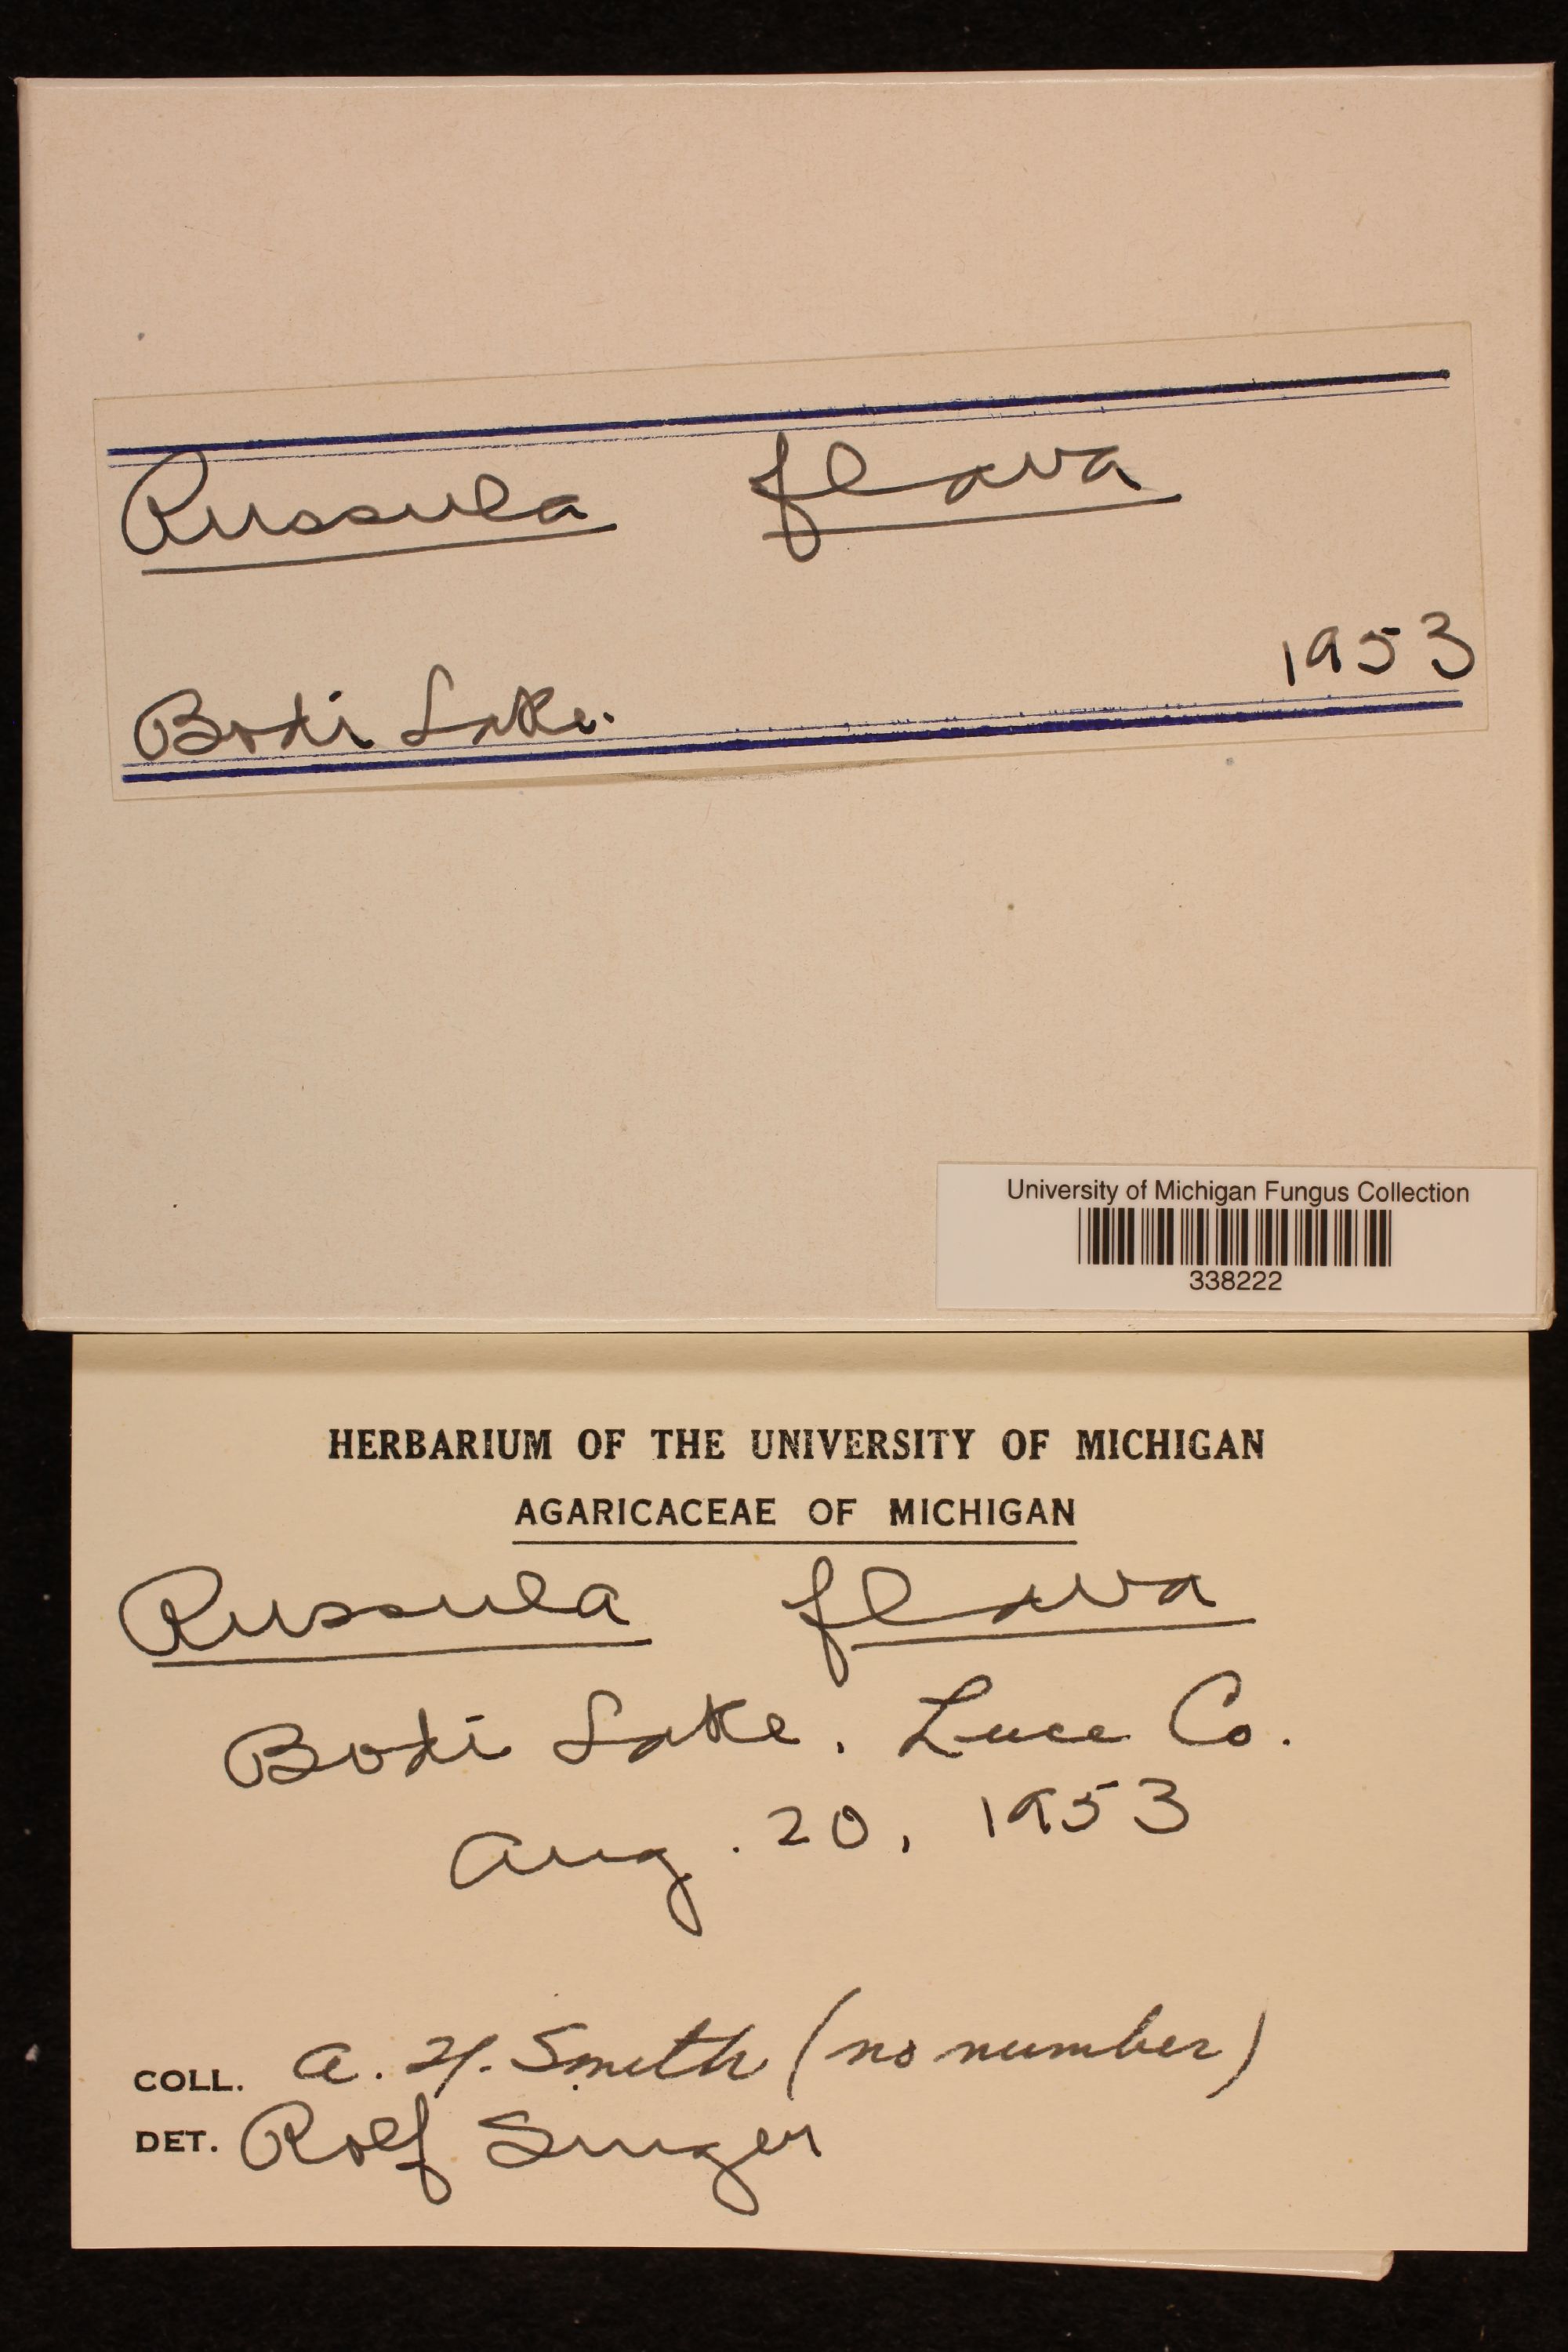 Russula flava
1953
Bodi Lake.
University of Michigan Fungus Collection
338222
HERBARIUM OF THE UNIVERSITY OF MICHIGAN
AGARICACEAE OF MICHIGAN
Russula flava
Bodi Lake, Luce Co.
Aug. 20, 1953
COLL. A. H. Smith (no number)
DET. Rolf Singer